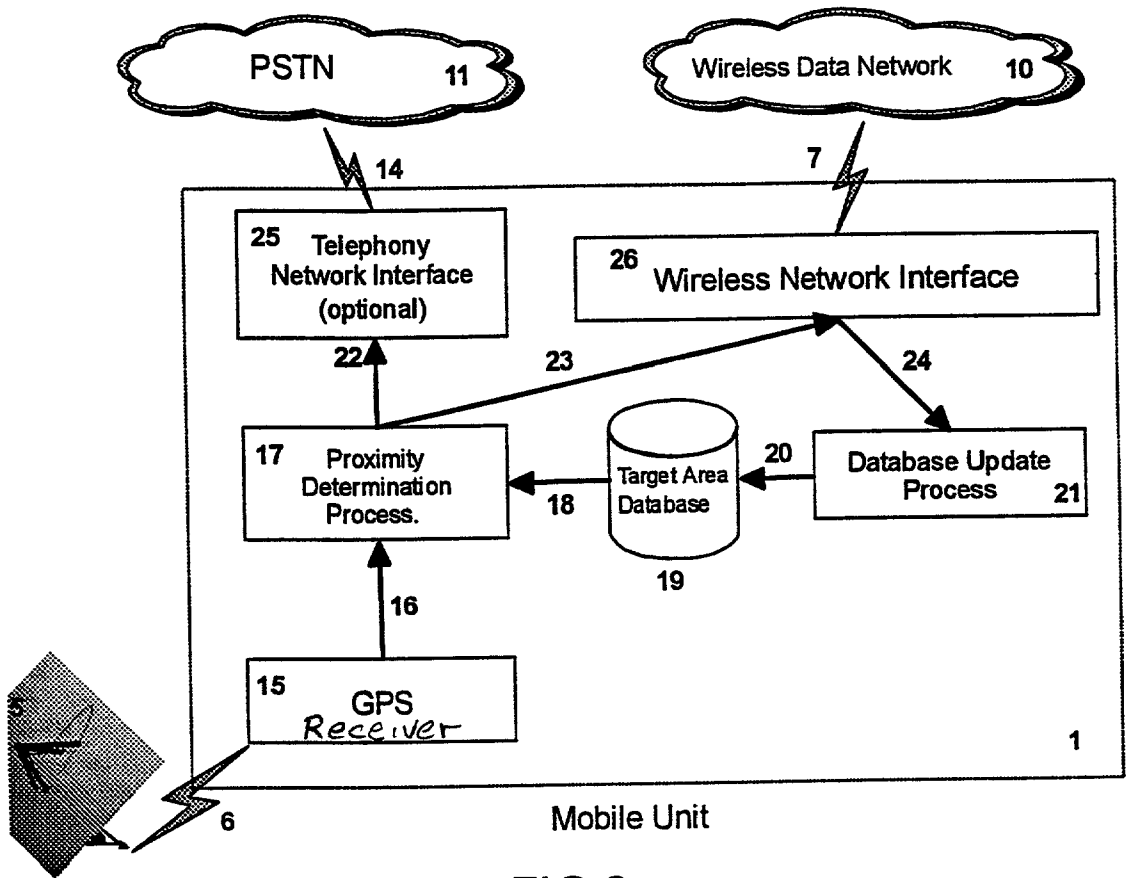 PSTN 11
Wireless Data Network 10
14
7
25 Telephony
Network Interface
(optional)
26 Wireless Network Interface
22
23
24
17 Proximity
Determination
Process.
18
Target Area
Database
19
20
Database Update
Process 21
16
15 GPS
Receiver
1
5
6
Mobile Unit